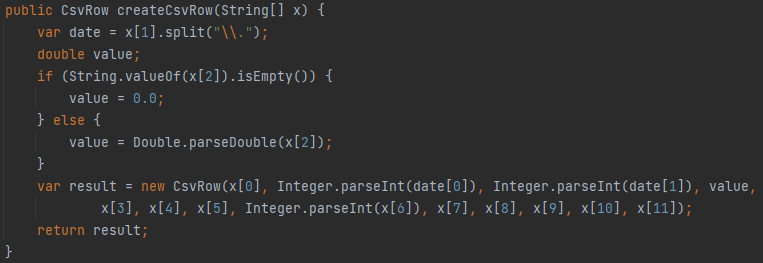 public CsvRow createCsvRow(String[] x) {
    var date = x[1].split("\\.");
    double value;
    if (String.valueOf(x[2]).isEmpty()) {
        value = 0.0;
    } else {
        value = Double.parseDouble(x[2]);
    }
    var result = new CsvRow(x[0], Integer.parseInt(date[0]), Integer.parseInt(date[1]), value,
            x[3], x[4], x[5], Integer.parseInt(x[6]), x[7], x[8], x[9], x[10], x[11]);
    return result;
}